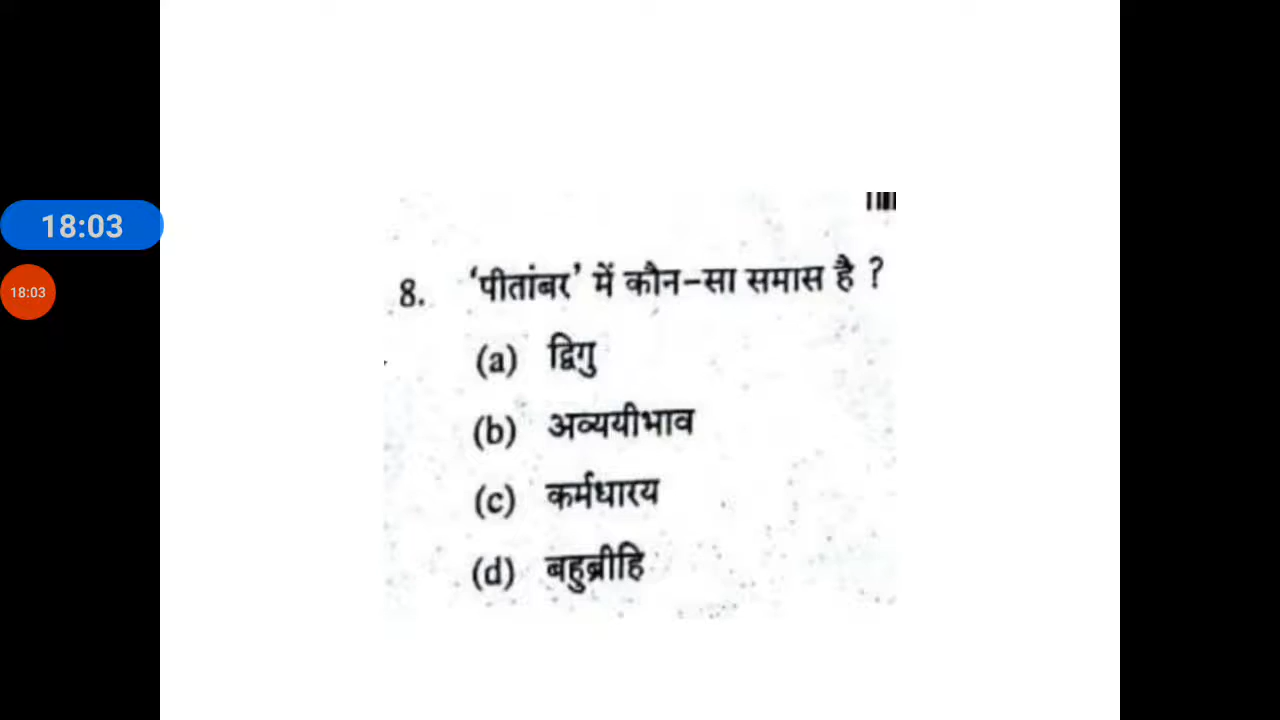 18:03
18:03
8. 'पीतांबर' में कौन-सा समास है ?
(a) द्विगु
(b) अव्ययीभाव
(c) कर्मधारय
(d) बहुब्रीहि